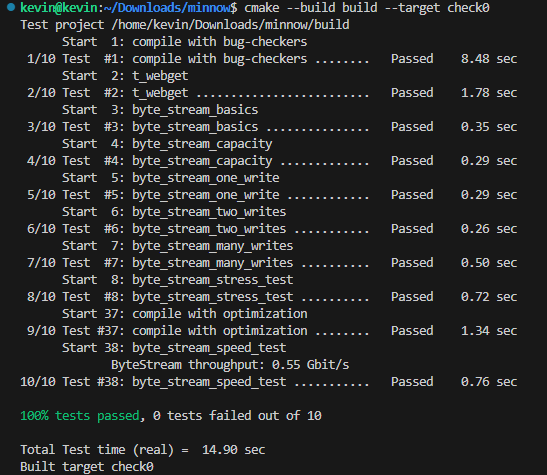 kevin@kevin:~/Downloads/minnow$ cmake --build build --target check0
Test project /home/kevin/Downloads/minnow/build
      Start  1: compile with bug-checkers
 1/10 Test  #1: compile with bug-checkers ........   Passed    8.48 sec
      Start  2: t_webget
 2/10 Test  #2: t_webget .........................   Passed    1.78 sec
      Start  3: byte_stream_basics
 3/10 Test  #3: byte_stream_basics ...............   Passed    0.35 sec
      Start  4: byte_stream_capacity
 4/10 Test  #4: byte_stream_capacity .............   Passed    0.29 sec
      Start  5: byte_stream_one_write
 5/10 Test  #5: byte_stream_one_write ............   Passed    0.29 sec
      Start  6: byte_stream_two_writes
 6/10 Test  #6: byte_stream_two_writes ...........   Passed    0.26 sec
      Start  7: byte_stream_many_writes
 7/10 Test  #7: byte_stream_many_writes ..........   Passed    0.50 sec
      Start  8: byte_stream_stress_test
 8/10 Test  #8: byte_stream_stress_test ..........   Passed    0.72 sec
      Start 37: compile with optimization
 9/10 Test #37: compile with optimization ........   Passed    1.34 sec
      Start 38: byte_stream_speed_test
             ByteStream throughput: 0.55 Gbit/s
10/10 Test #38: byte_stream_speed_test ...........   Passed    0.76 sec

100% tests passed, 0 tests failed out of 10

Total Test time (real) =  14.90 sec
Built target check0